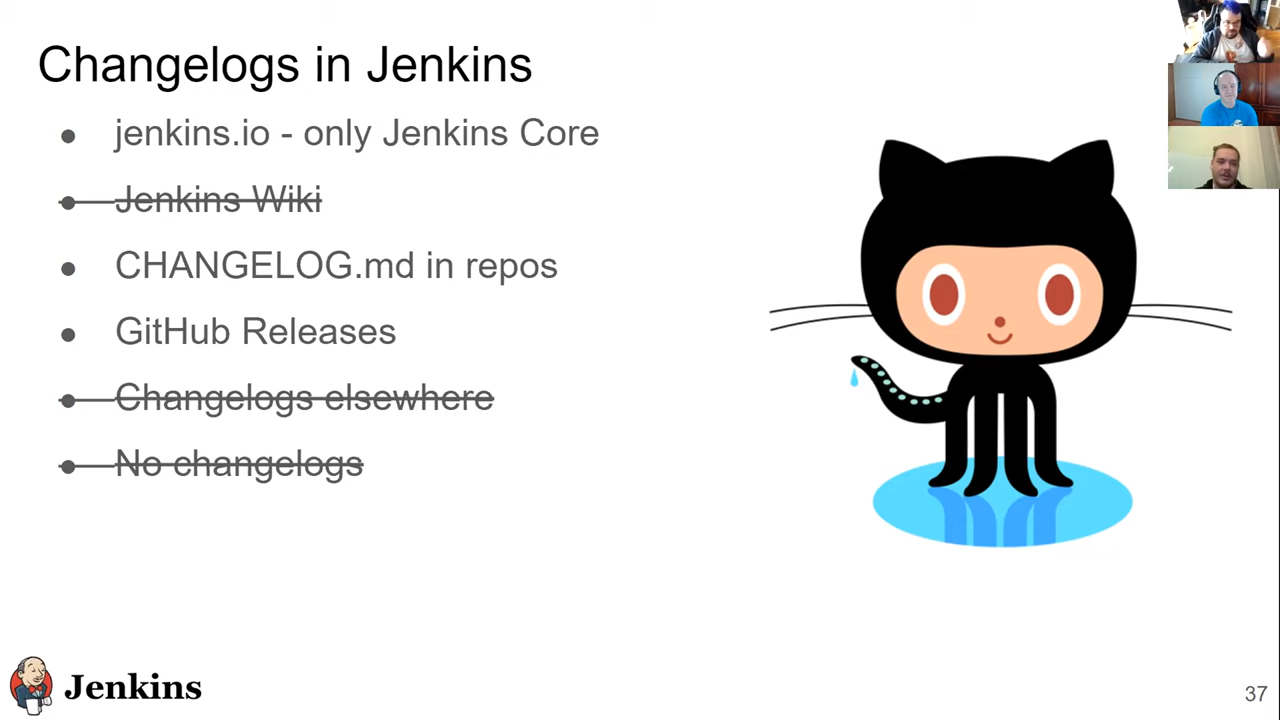 Changelogs in Jenkins
● jenkins.io - only Jenkins Core
● Jenkins Wiki
● CHANGELOG.md in repos
● GitHub Releases
● Changelogs elsewhere
● No changelogs
Jenkins
37